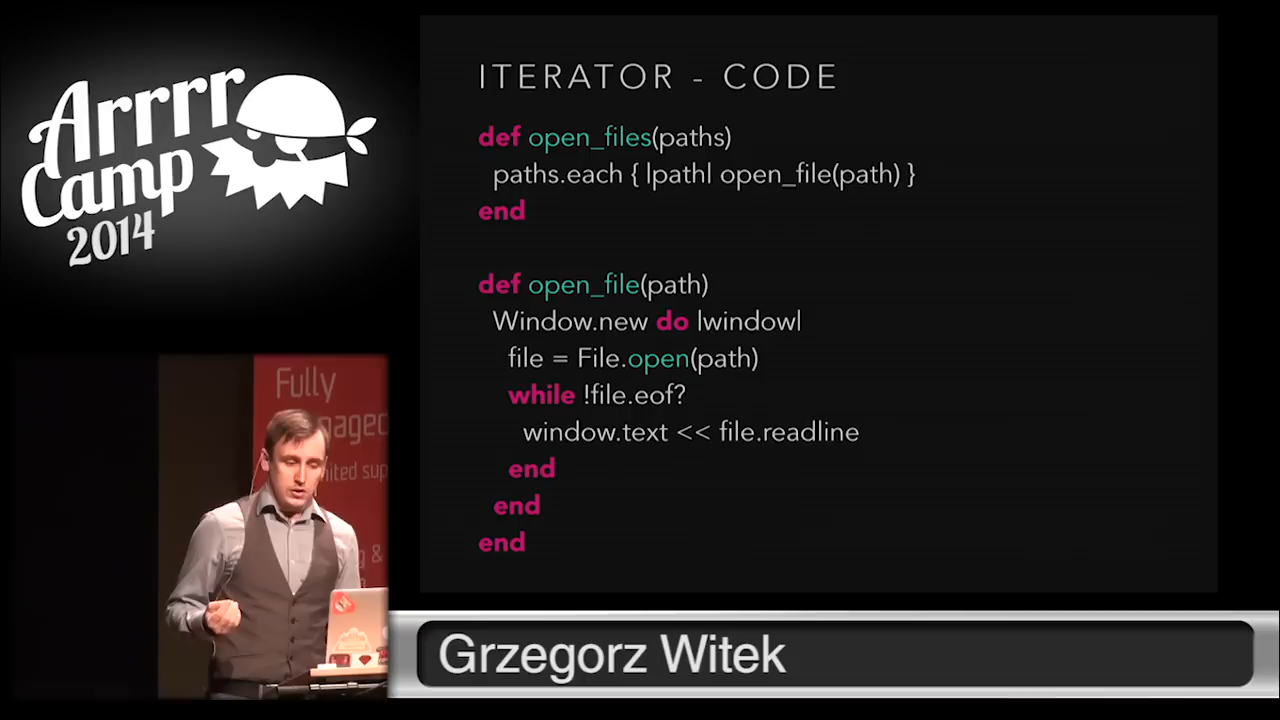 Arrrr
Camp
2014
ITERATOR - CODE
def open_files(paths)
paths.each { |path| open_file(path) }
end
def open_file(path)
Window.new do |window|
file = File.open(path)
while !file.eof?
window.text << file.readline
end
end
end
Fully
Grzegorz Witek